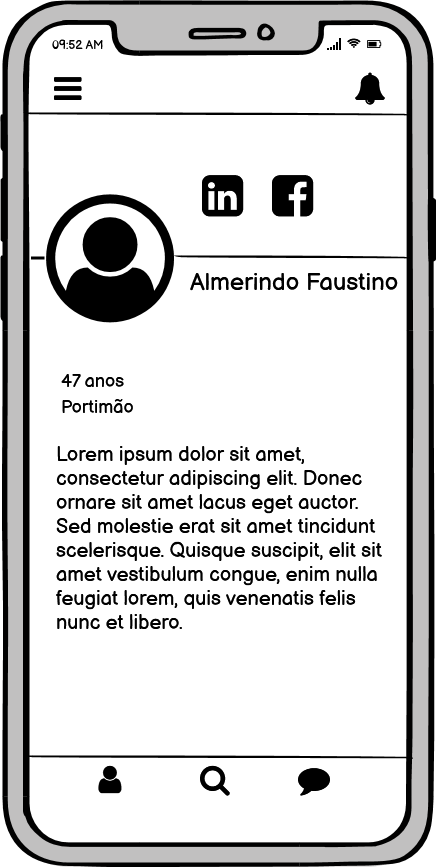 09:52 AM
in f
Almerindo Faustino
47 anos
Portimão
Lorem ipsum dolor sit amet,
consectetur adipiscing elit. Donec
ornare sit amet lacus eget auctor.
Sed molestie erat sit amet tincidunt
scelerisque. Quisque suscipit, elit sit
amet vestibulum congue, enim nulla
feugiat lorem, quis venenatis felis
nunc et libero.